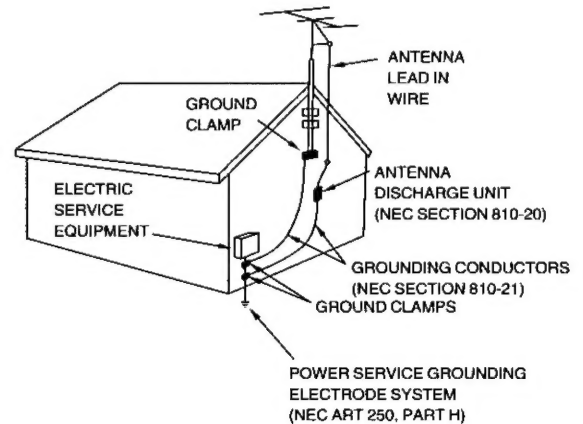 ANTENNA
LEAD IN
WIRE
GROUND
CLAMP
ANTENNA
DISCHARGE UNIT
(NEC SECTION 810-20)
ELECTRIC
SERVICE
EQUIPMENT
GROUNDING CONDUCTORS
(NEC SECTION 810-21)
GROUND CLAMPS
POWER SERVICE GROUNDING
ELECTRODE SYSTEM
(NEC ART 250, PART H)